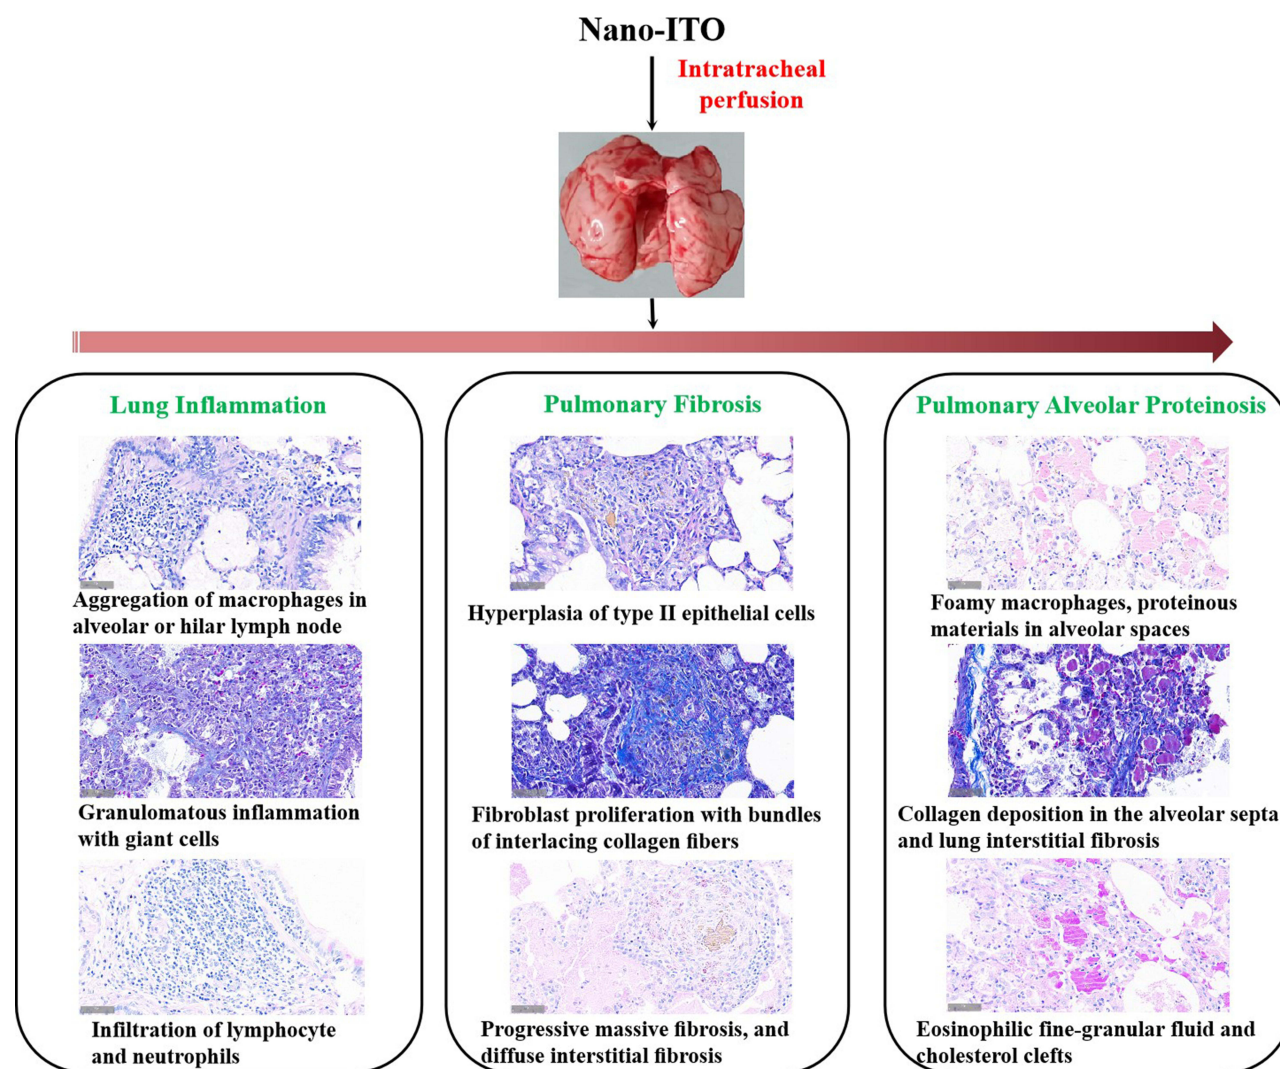 Nano-ITO
Intratracheal
perfusion
Lung Inflammation
Aggregation of macrophages in
alveolar or hilar lymph node
Granulomatous inflammation
with giant cells
Infiltration of lymphocyte
and neutrophils
Pulmonary Fibrosis
Hyperplasia of type II epithelial cells
Fibroblast proliferation with bundles
of interlacing collagen fibers
Progressive massive fibrosis, and
diffuse interstitial fibrosis
Pulmonary Alveolar Proteinosis
Foamy macrophages, proteinous
materials in alveolar spaces
Collagen deposition in the alveolar septa
and lung interstitial fibrosis
Eosinophilic fine-granular fluid and
cholesterol clefts